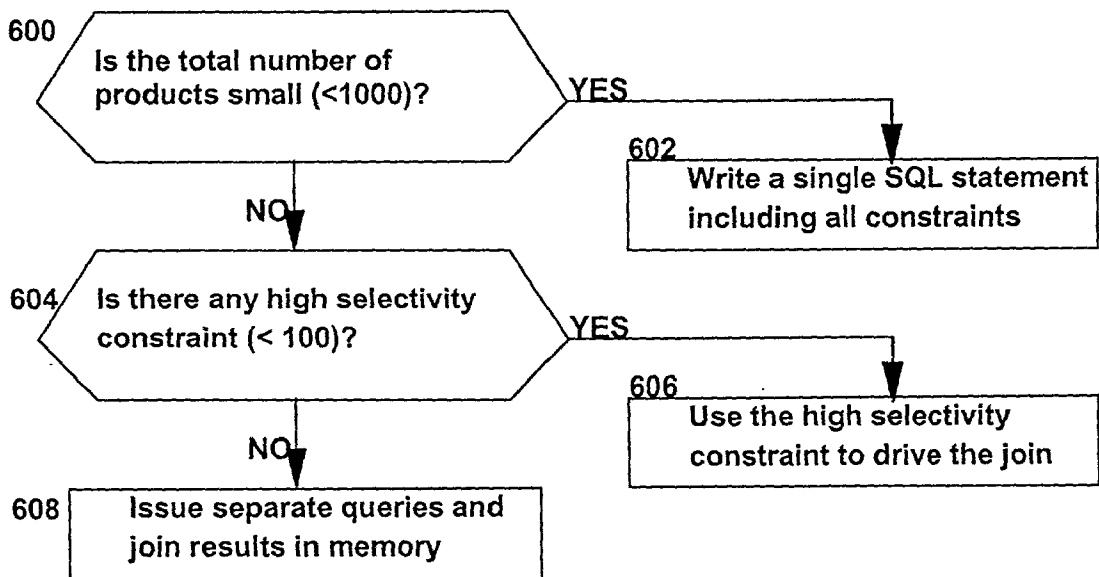 600
Is the total number of
products small (<1000)?
YES
602
Write a single SQL statement
including all constraints
NO
604
Is there any high selectivity
constraint (< 100)?
YES
606
Use the high selectivity
constraint to drive the join
NO
608
Issue separate queries and
join results in memory